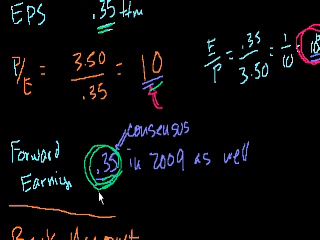 EPS .35 ttm
P/E = 3.50/.35 = 10
E/P = .35/3.50 = 1/10 =
consensus
Forward Earnings .35 in 2009 as well